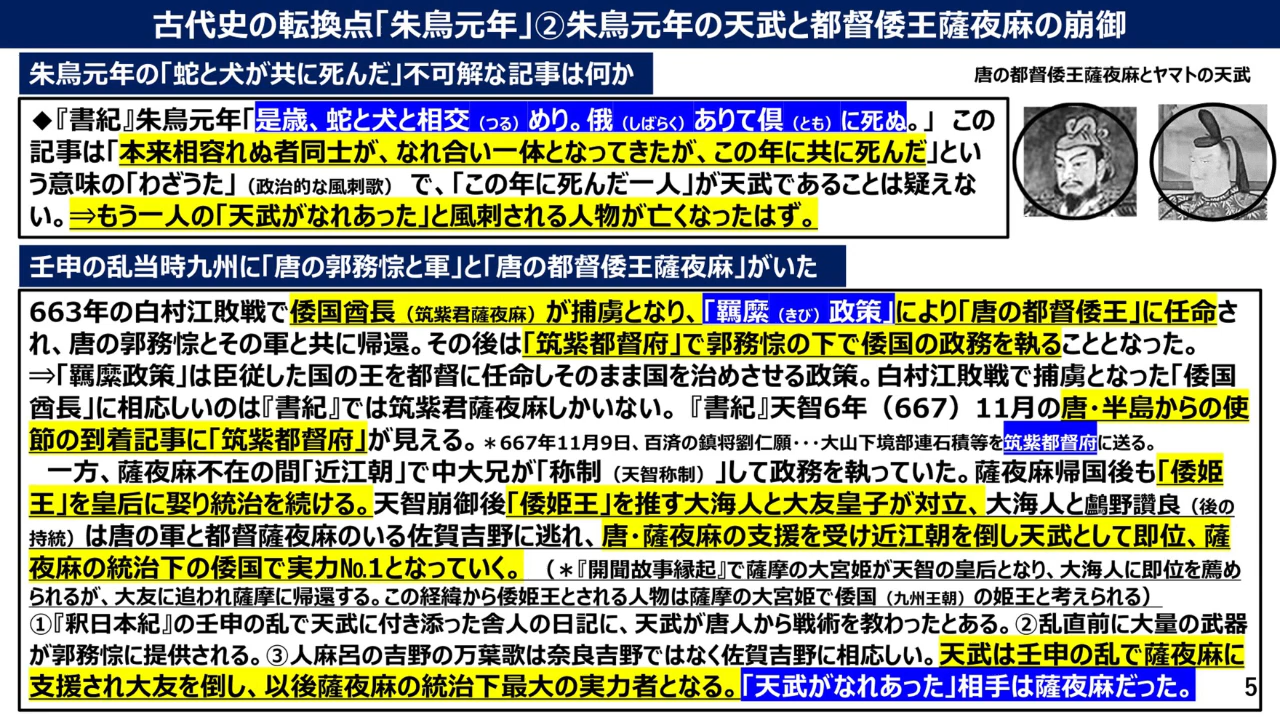 古代史の転換点「朱鳥元年」②朱鳥元年の天武と都督倭王薩夜麻の崩御
朱鳥元年の「蛇と犬が共に死んだ」不可解な記事は何か
唐の都督倭王薩夜麻とヤマトの天武
◆『書紀』朱鳥元年「是歳、蛇と犬と相交（つる）めり。俄（しばらく）ありて倶（とも）に死ぬ。」 この
記事は「本来相容れぬ者同士が、なれ合い一体となってきたが、この年に共に死んだ」とい
う意味の「わざうた」（政治的な風刺歌）で、「この年に死んだ一人」が天武であることは疑えな
い。⇒もう一人の「天武がなれあった」と風刺される人物が亡くなったはず。
壬申の乱当時九州に「唐の郭務悰と軍」と「唐の都督倭王薩夜麻」がいた
663年の白村江敗戦で倭国酋長（筑紫君薩夜麻）が捕虜となり、「羈縻（きび）政策」により「唐の都督倭王」に任命さ
れ、唐の郭務悰とその軍と共に帰還。その後は「筑紫都督府」で郭務悰の下で倭国の政務を執ることとなった。
⇒「羈縻政策」は臣従した国の王を都督に任命しそのまま国を治めさせる政策。白村江敗戦で捕虜となった「倭国
酋長」に相応しいのは『書紀』では筑紫君薩夜麻しかいない。『書紀』天智6年（667）11月の唐・半島からの使
節の到着記事に「筑紫都督府」が見える。＊667年11月9日、百済の鎮将劉仁願･･･大山下境部連石積等を筑紫都督府に送る。
一方、薩夜麻不在の間「近江朝」で中大兄が「称制（天智称制）」して政務を執っていた。薩夜麻帰国後も「倭姫
王」を皇后に娶り統治を続ける。天智崩御後「倭姫王」を推す大海人と大友皇子が対立、大海人と鸕野讚良（後の
持統）は唐の軍と都督薩夜麻のいる佐賀吉野に逃れ、唐・薩夜麻の支援を受け近江朝を倒し天武として即位、薩
夜麻の統治下の倭国で実力№1となっていく。（＊『開聞故事縁起』で薩摩の大宮姫が天智の皇后となり、大海人に即位を薦め
られるが、大友に追われ薩摩に帰還する。この経緯から倭姫王とされる人物は薩摩の大宮姫で倭国（九州王朝）の姫王と考えられる）
①『釈日本紀』の壬申の乱で天武に付き添った舎人の日記に、天武が唐人から戦術を教わったとある。②乱直前に大量の武器
が郭務悰に提供される。③人麻呂の吉野の万葉歌は奈良吉野ではなく佐賀吉野に相応しい。天武は壬申の乱で薩夜麻に
支援され大友を倒し、以後薩夜麻の統治下最大の実力者となる。「天武がなれあった」相手は薩夜麻だった。
5